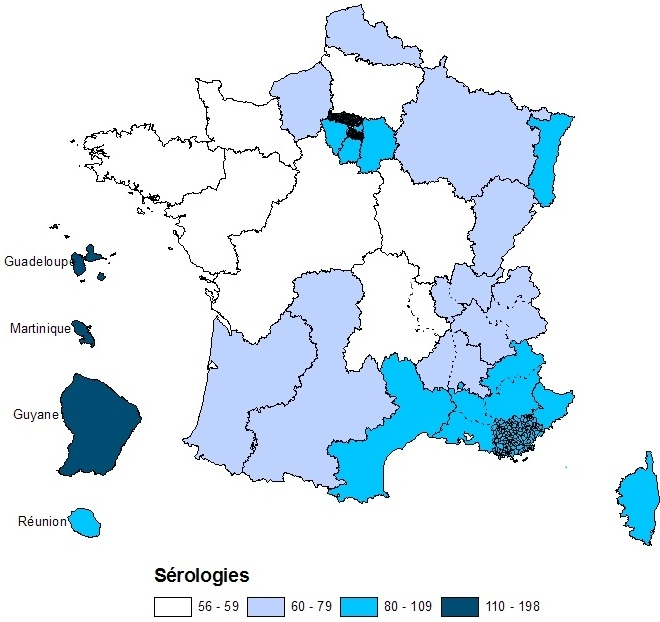 Guadeloupe
Martinique
Guyane
Réunion
Sérologies
56 - 59 60 - 79 80 - 109 110 - 198